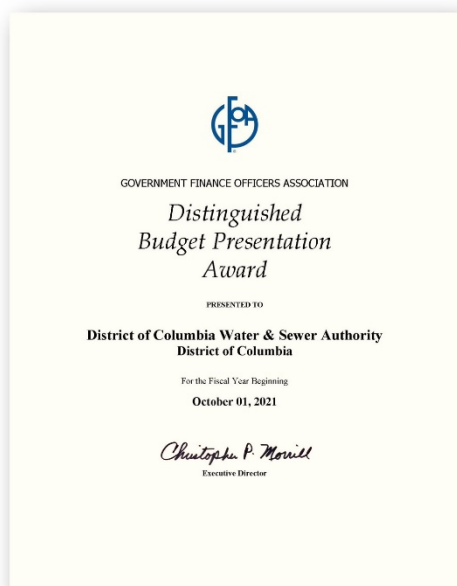 GFOA
GOVERNMENT FINANCE OFFICERS ASSOCIATION
Distinguished
Budget Presentation
Award
PRESENTED TO
District of Columbia Water & Sewer Authority
District of Columbia
For the Fiscal Year Beginning
October 01, 2021
Christopher P. Morrill
Executive Director